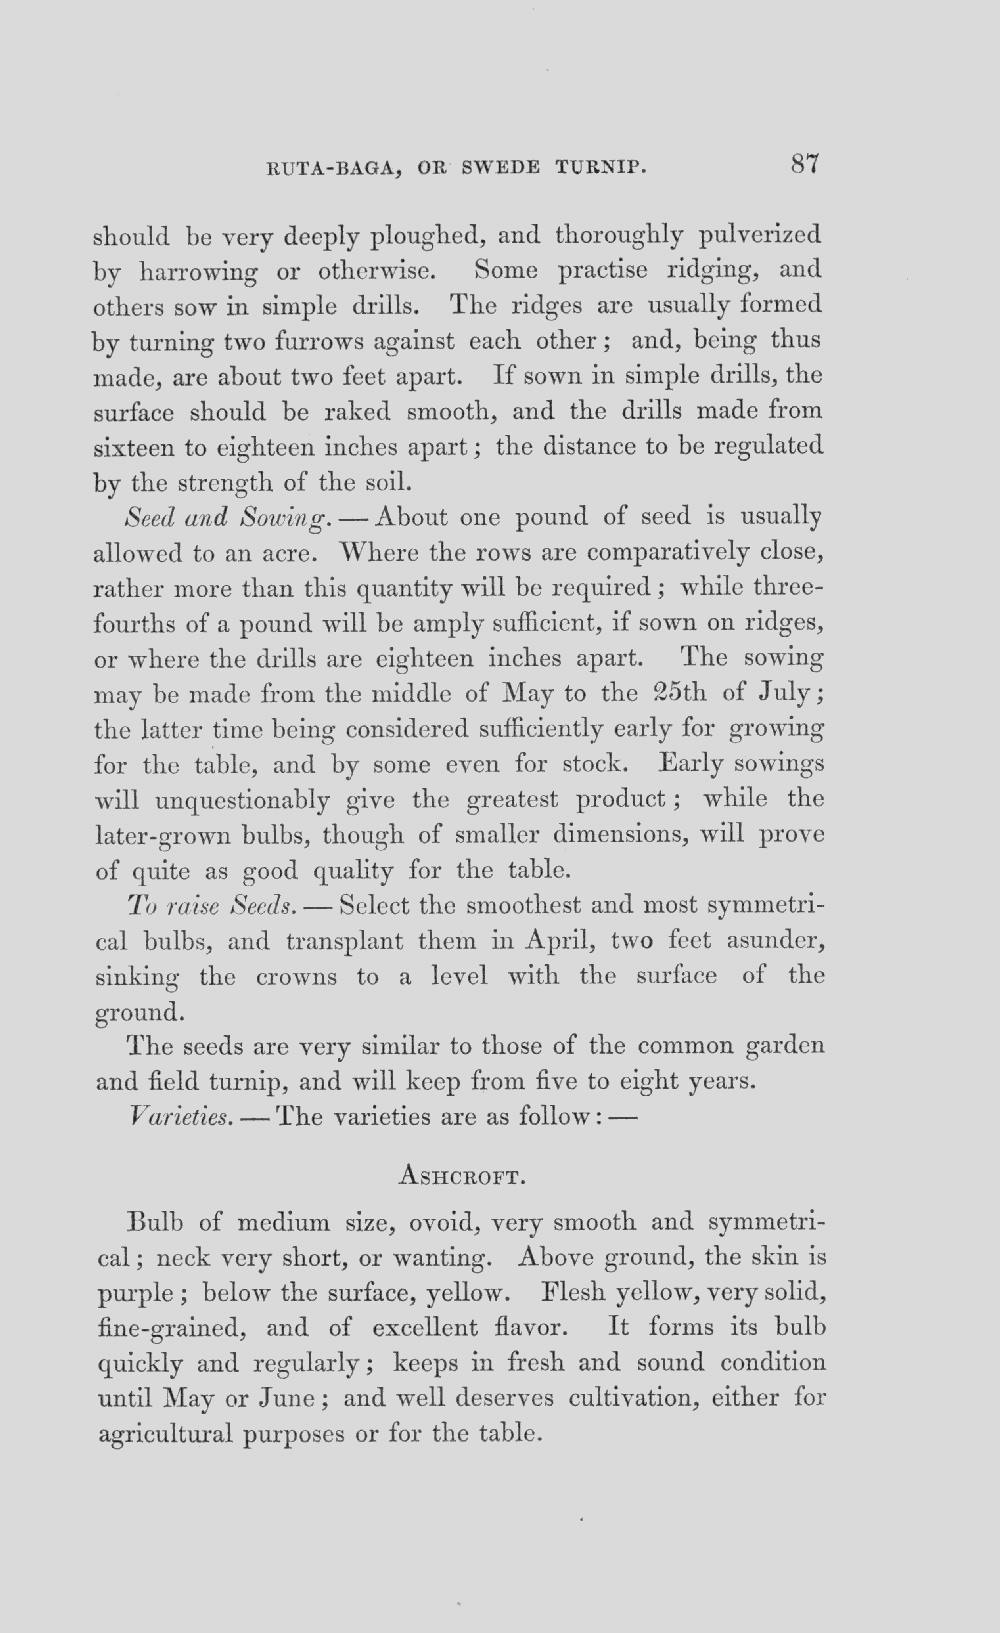 RUTA-BAGA, OR SWEDE TURNIP. 87
should be very deeply ploughed, and thoroughly pulverized
by harrowing or otherwise. Some practise ridging, and
others sow in simple drills. The ridges are usually formed
by turning two furrows against each other; and, being thus
made, are about two feet apart. If sown in simple drills, the
surface should be raked smooth, and the drills made from
sixteen to eighteen inches apart; the distance to be regulated
by the strength of the soil.
Seed and Sowing. — About one pound of seed is usually
allowed to an acre. Where the rows are comparatively close,
rather more than this quantity will be required; while three-
fourths of a pound will be amply sufficient, if sown on ridges,
or where the drills are eighteen inches apart. The sowing
may be made from the middle of May to the 25th of July;
the latter time being considered sufficiently early for growing
for the table, and by some even for stock. Early sowings
will unquestionably give the greatest product; while the
later-grown bulbs, though of smaller dimensions, will prove
of quite as good quality for the table.
To raise Seeds. — Select the smoothest and most symmetri-
cal bulbs, and transplant them in April, two feet asunder,
sinking the crowns to a level with the surface of the
ground.
The seeds are very similar to those of the common garden
and field turnip, and will keep from five to eight years.
Varieties. — The varieties are as follow: —
ASHCROFT.
Bulb of medium size, ovoid, very smooth and symmetri-
cal; neck very short, or wanting. Above ground, the skin is
purple; below the surface, yellow. Flesh yellow, very solid,
fine-grained, and of excellent flavor. It forms its bulb
quickly and regularly; keeps in fresh and sound condition
until May or June; and well deserves cultivation, either for
agricultural purposes or for the table.